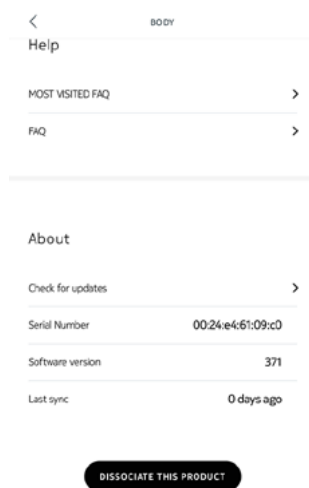 BODY
Help
MOST VISITED FAQ
FAQ
About
Check for updates
Serial Number 00:24:e4:61:09:c0
Software version 371
Last sync 0 days ago
DISSOCIATE THIS PRODUCT